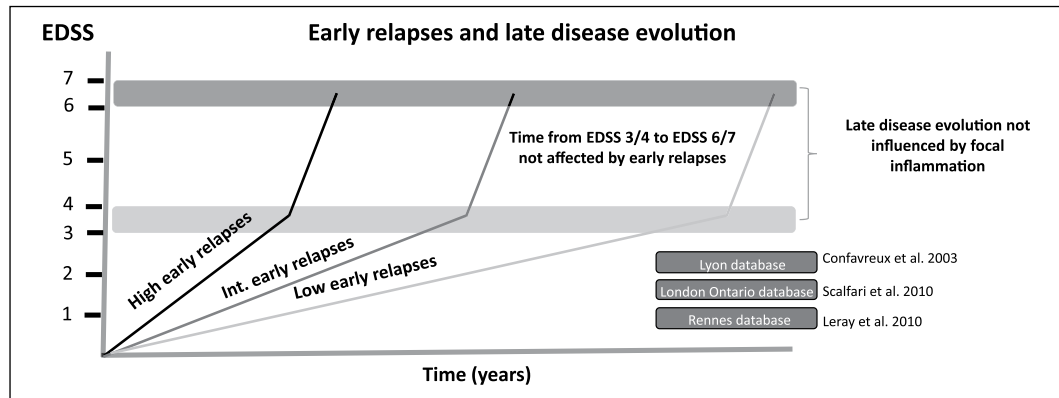 EDSS
Early relapses and late disease evolution
7
6
5
4
3
2
1
Time from EDSS 3/4 to EDSS 6/7
not affected by early relapses
Late disease evolution not
influenced by focal
inflammation
High early relapses
Int. early relapses
Low early relapses
Lyon database
Confavreux et al. 2003
London Ontario database
Scalfari et al. 2010
Rennes database
Leray et al. 2010
Time (years)